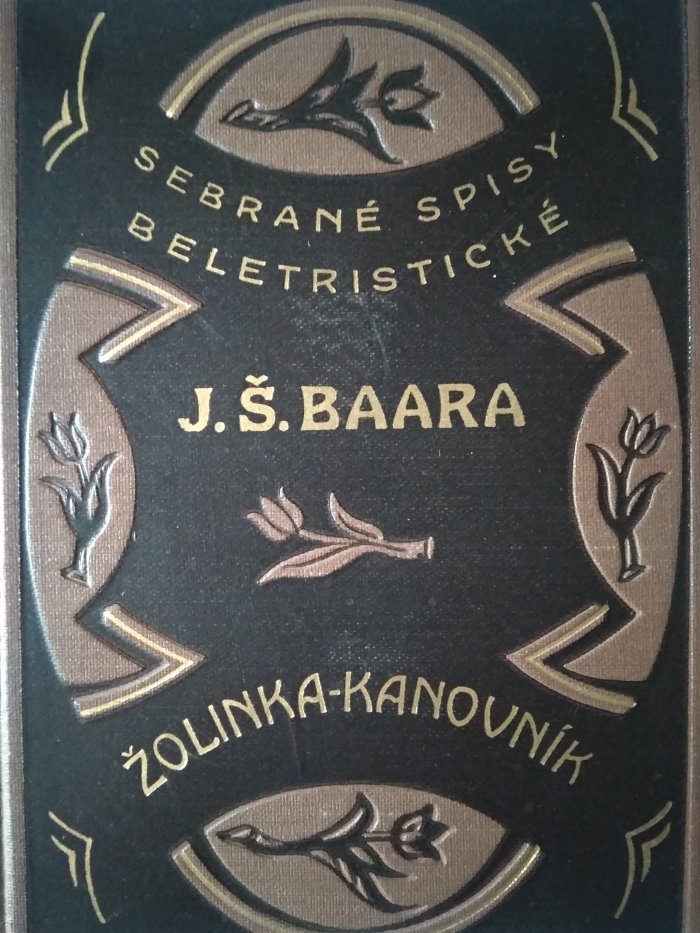 SEBRANÉ SPISY
BELETRISTICKÉ
J. Š. BAARA
ŽOLINKA-KANOVNÍK